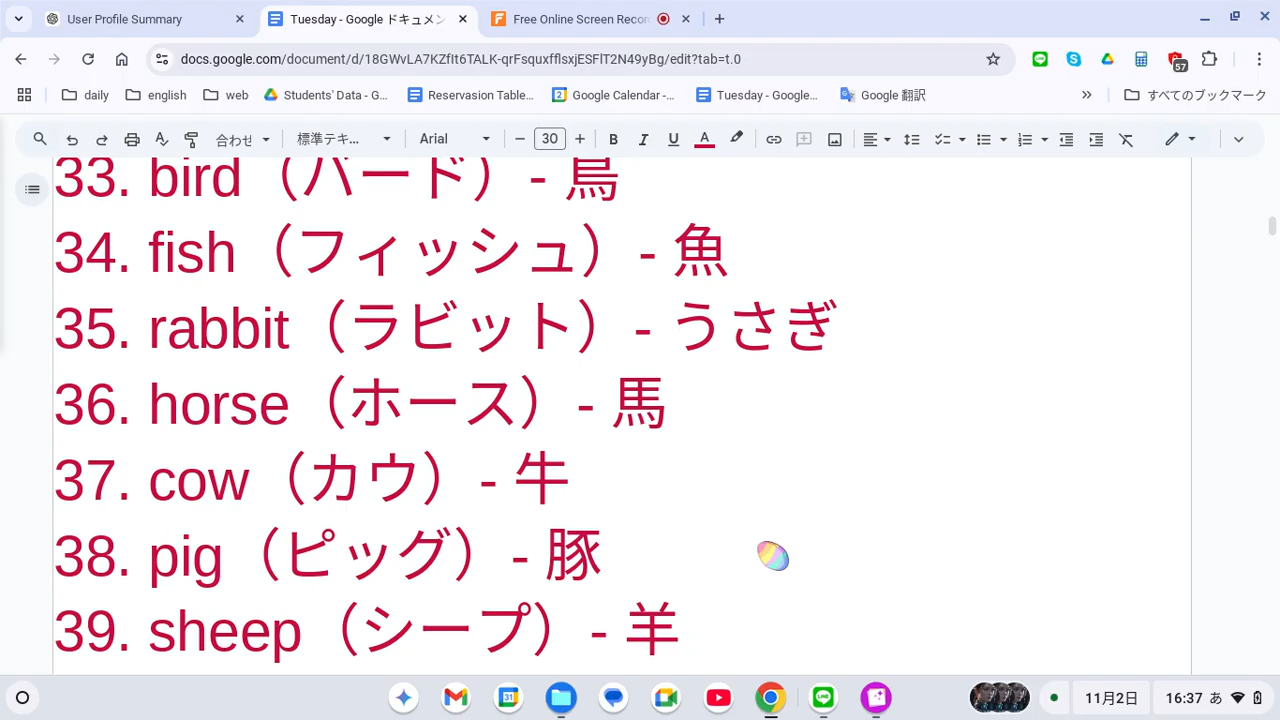 User Profile Summary
Tuesday - Google ドキュメン
Free Online Screen Recor
docs.google.com/document/d/18GWvLA7KZfIt6TALK-qrFsquxfflsxjESFlT2N49yBg/edit?tab=t.0
57
daily
english
web
Students' Data - G...
Reservasion Table...
Google Calendar -...
Tuesday - Google...
Google 翻訳
すべてのブックマーク
合わせ
標準テキ...
Arial
30
33. bird（バード）- 鳥
34. fish（フィッシュ）- 魚
35. rabbit（ラビット）- うさぎ
36. horse（ホース）- 馬
37. cow（カウ）- 牛
38. pig（ピッグ）- 豚
39. sheep（シープ）- 羊
11月2日
16:37 あ